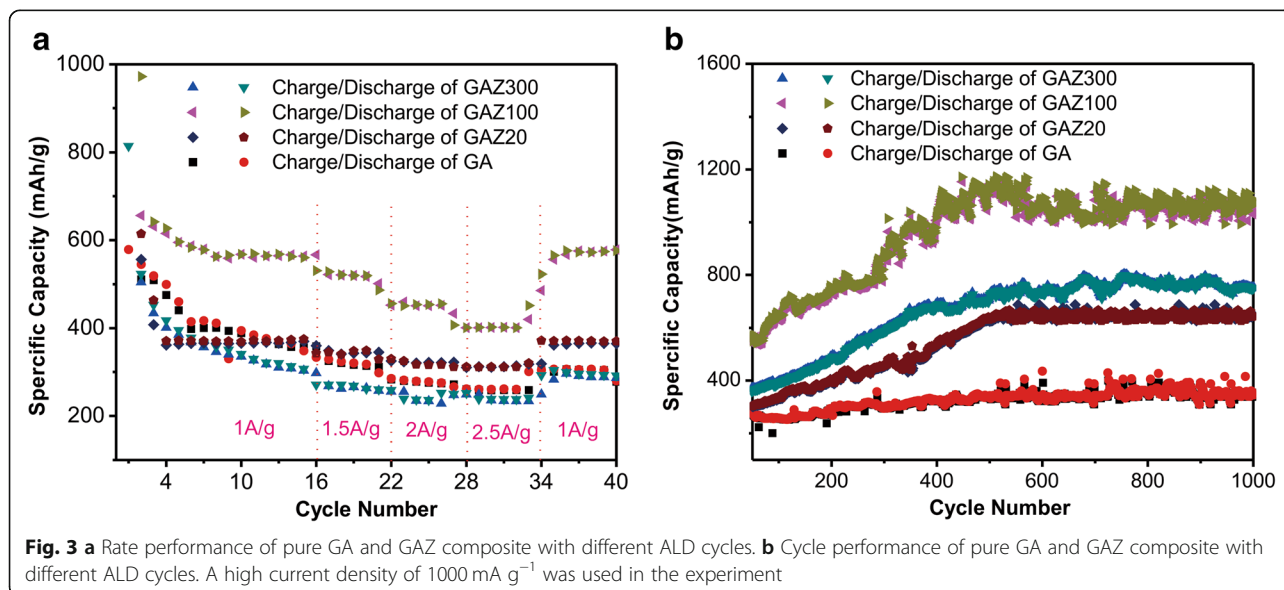 a
1000
800
600
400
200
Spercific Capacity (mAh/g)
Charge/Discharge of GAZ300
Charge/Discharge of GAZ100
Charge/Discharge of GAZ20
Charge/Discharge of GA
1A/g
1.5A/g
2A/g
2.5A/g
1A/g
4
10
16
22
28
34
40
Cycle Number
b
1600
1200
800
400
Spercific Capacity(mAh/g)
Charge/Discharge of GAZ300
Charge/Discharge of GAZ100
Charge/Discharge of GAZ20
Charge/Discharge of GA
200
400
600
800
1000
Cycle Number
Fig. 3 a Rate performance of pure GA and GAZ composite with different ALD cycles. b Cycle performance of pure GA and GAZ composite with
different ALD cycles. A high current density of 1000 mA g⁻¹ was used in the experiment